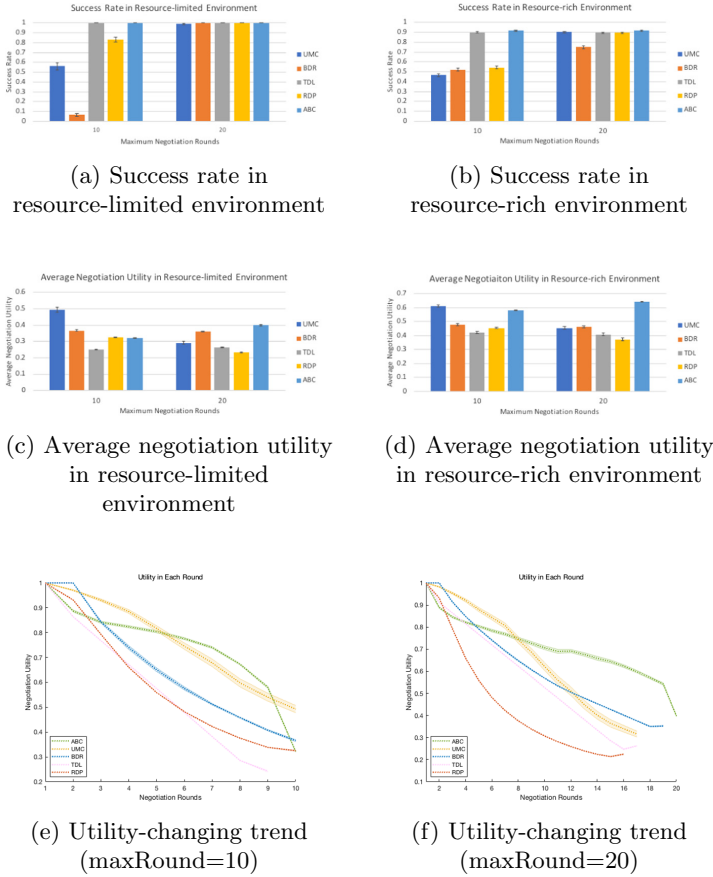 Success Rate in Resource-limited Environment
Success Rate
1
0.9
0.8
0.7
0.6
0.5
0.4
0.3
0.2
0.1
0
10
20
Maximum Negotiation Rounds
UMC
BDR
TDL
RDP
ABC
(a) Success rate in
resource-limited environment
Success Rate in Resource-rich Environment
Success Rate
1
0.9
0.8
0.7
0.6
0.5
0.4
0.3
0.2
0.1
0
10
20
Maximum Negotiation Rounds
UMC
BDR
TDL
RDP
ABC
(b) Success rate in
resource-rich environment
Average Negotiation Utility in Resource-limited Environment
Average Negotiation Utility
0.6
0.5
0.4
0.3
0.2
0.1
0
10
20
Maximum Negotiation Rounds
UMC
BDR
TDL
RDP
ABC
(c) Average negotiation utility
in resource-limited
environment
Average Negotiaiton Utility in Resource-rich Environment
Average Negotiation Utility
0.7
0.6
0.5
0.4
0.3
0.2
0.1
0
10
20
Maximum Negotiation Rounds
UMC
BDR
TDL
RDP
ABC
(d) Average negotiation utility
in resource-rich environment
Utility in Each Round
Negotiation Utility
1
0.9
0.8
0.7
0.6
0.5
0.4
0.3
0.2
ABC
UMC
BDR
TDL
RDP
1 2 3 4 5 6 7 8 9 10
Negotiation Rounds
(e) Utility-changing trend
(maxRound=10)
Utility in Each Round
Negotiation Utility
1
0.9
0.8
0.7
0.6
0.5
0.4
0.3
0.2
0.1
ABC
UMC
BDR
TDL
RDP
2 4 6 8 10 12 14 16 18 20
Negotiation Rounds
(f) Utility-changing trend
(maxRound=20)